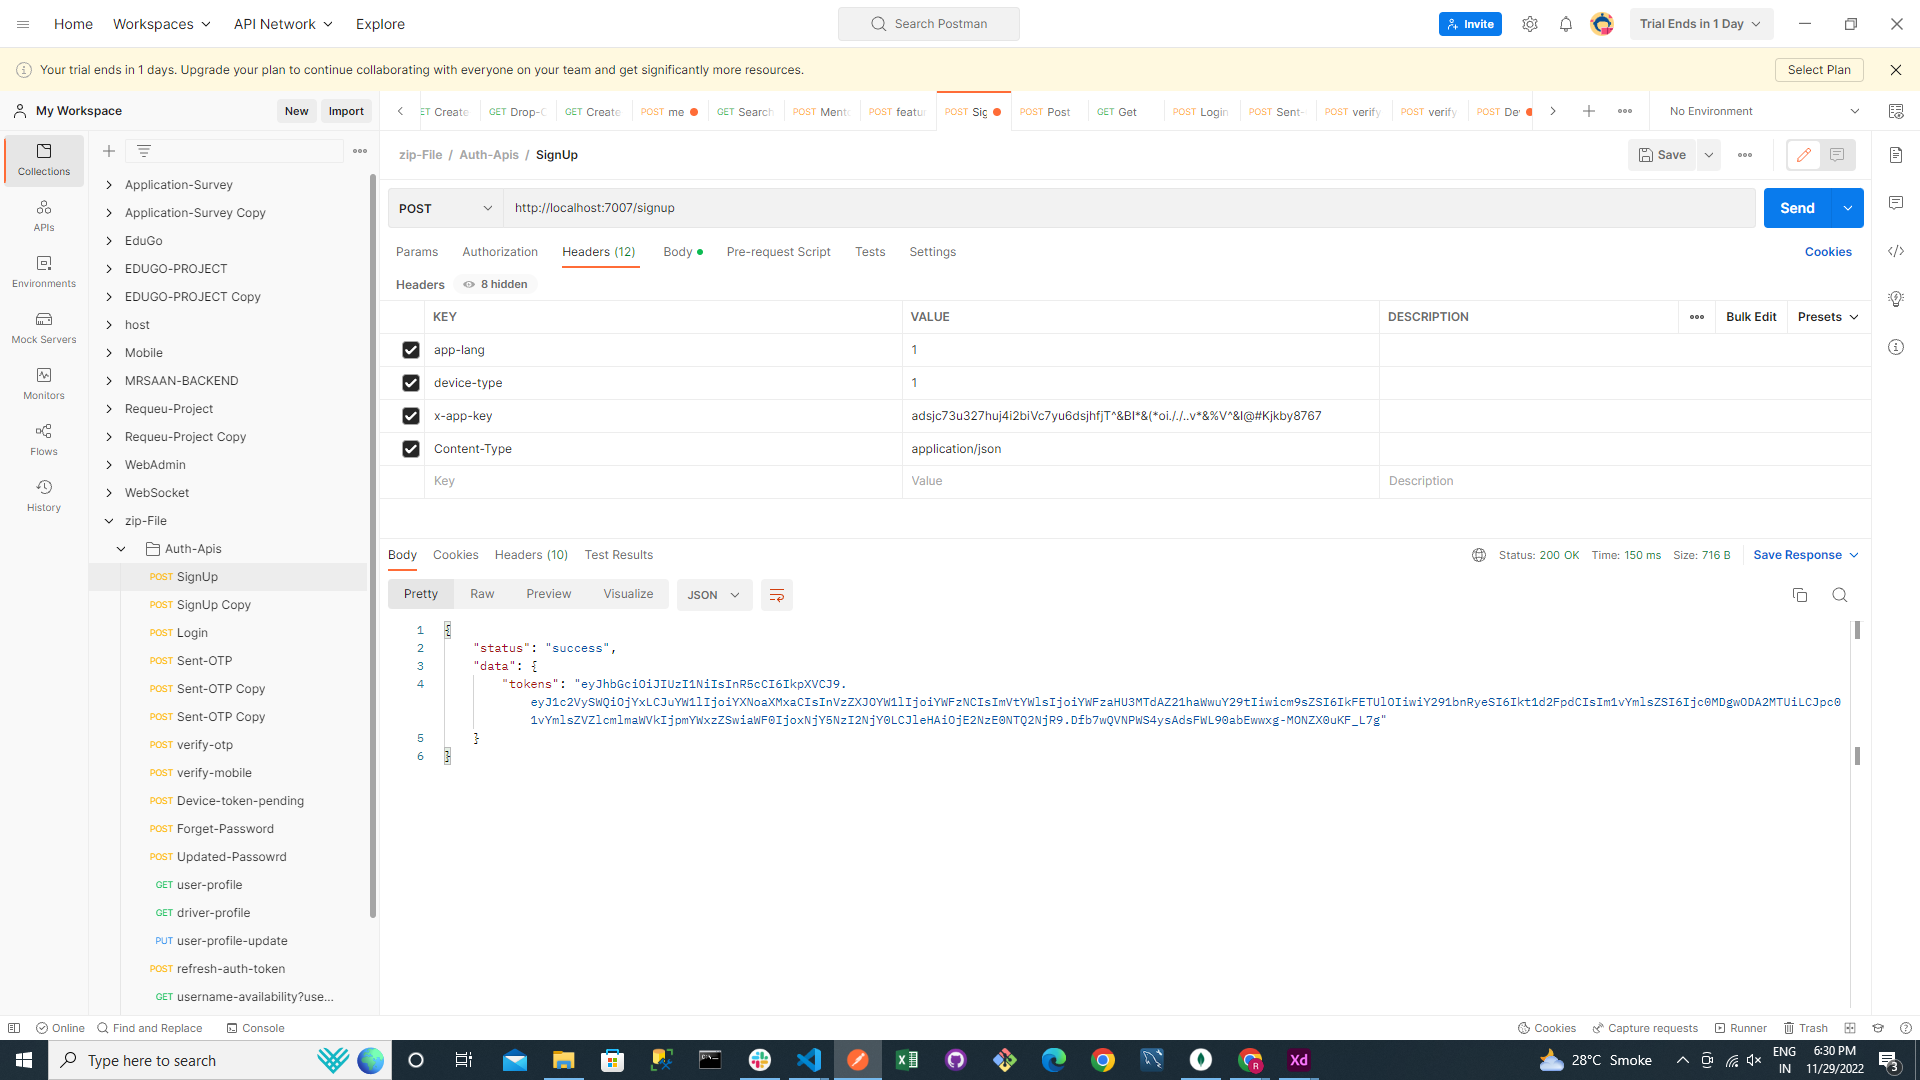 Home
Workspaces
API Network
Explore
Search Postman
Invite
Trial Ends in 1 Day
Your trial ends in 1 days. Upgrade your plan to continue collaborating with everyone on your team and get significantly more resources.
Select Plan
My Workspace
New
Import
Create
GET Drop-C
GET Create
POST me
GET Search
POST Ment
POST featu
POST Sig
POST Post
GET Get
POST Login
POST Sent-
POST verify
POST verify
POST De
No Environment
Collections
APIs
Environments
Mock Servers
Monitors
Flows
History
Application-Survey
Application-Survey Copy
EduGo
EDUGO-PROJECT
EDUGO-PROJECT Copy
host
Mobile
MRSAAN-BACKEND
Requeu-Project
Requeu-Project Copy
WebAdmin
WebSocket
zip-File
Auth-Apis
POST SignUp
POST SignUp Copy
POST Login
POST Sent-OTP
POST Sent-OTP Copy
POST Sent-OTP Copy
POST verify-otp
POST verify-mobile
POST Device-token-pending
POST Forget-Password
POST Updated-Passowrd
GET user-profile
GET driver-profile
PUT user-profile-update
POST refresh-auth-token
GET username-availability?use...
zip-File / Auth-Apis / SignUp
Save
POST
http://localhost:7007/signup
Send
Params
Authorization
Headers (12)
Body
Pre-request Script
Tests
Settings
Cookies
Headers
8 hidden
KEY
VALUE
DESCRIPTION
Bulk Edit
Presets
app-lang
1
device-type
1
x-app-key
adsjc73u327huj4i2biVc7yu6dsjhfjT^&BI*&(*oi././..v*&%V^&I@#Kjkby8767
Content-Type
application/json
Key
Value
Description
Body
Cookies
Headers (10)
Test Results
Status: 200 OK
Time: 150 ms
Size: 716 B
Save Response
Pretty
Raw
Preview
Visualize
JSON
1 {
2 "status": "success",
3 "data": {
4 "tokens": "eyJhbGciOiJIUzI1NiIsInR5cCI6IkpXVCJ9.
eyJ1c2VySWQiOjYxLCJuYW1lIjoiYXNoaXMxaCIsInVzZXJOYW1lIjoiYWFzNCIsImVtYWlsIjoiYWFzaHU3MTdAZ21haWwuY29tIiwicm9sZSI6IkFETUlOIiwiY291bnRyeSI6Ikt1d2FpdCIsIm1vYmlsZSI6Ijc0MDgwODA2MTUiLCJpc0
1vYmlsZVZlcmlmaWVkIjpmYWxzZSwiaWF0IjoxNjY5NzI2NjY0LCJleHAiOjE2NzE0NTQ2NjR9.Dfb7wQVNPWS4ysAdsFWL90abEwwxg-MONZX0uKF_L7g"
5 }
6 }
Online
Find and Replace
Console
Cookies
Capture requests
Runner
Trash
Type here to search
28°C Smoke
ENG
IN
6:30 PM
11/29/2022
3